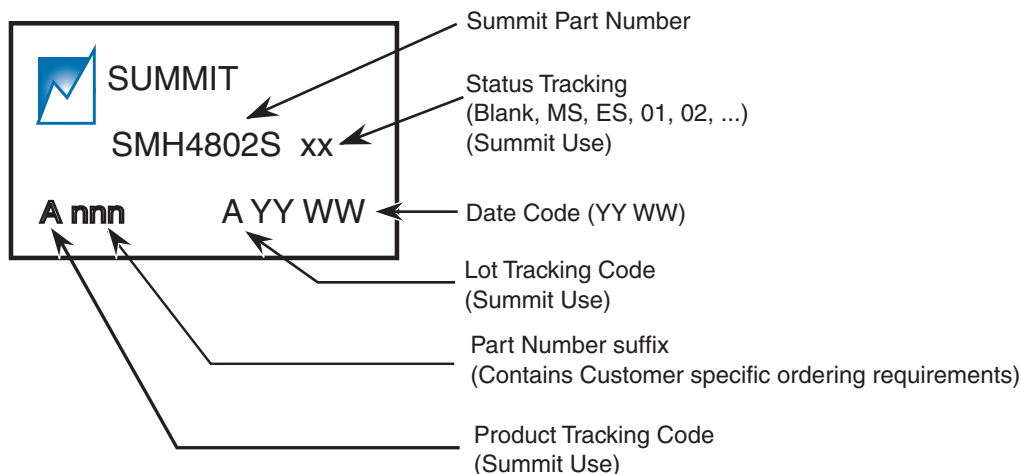 Summit Part Number
SUMMIT
Status Tracking
(Blank, MS, ES, 01, 02, ...)
(Summit Use)
SMH4802S xx
A nnn
A YY WW
Date Code (YY WW)
Lot Tracking Code
(Summit Use)
Part Number suffix
(Contains Customer specific ordering requirements)
Product Tracking Code
(Summit Use)